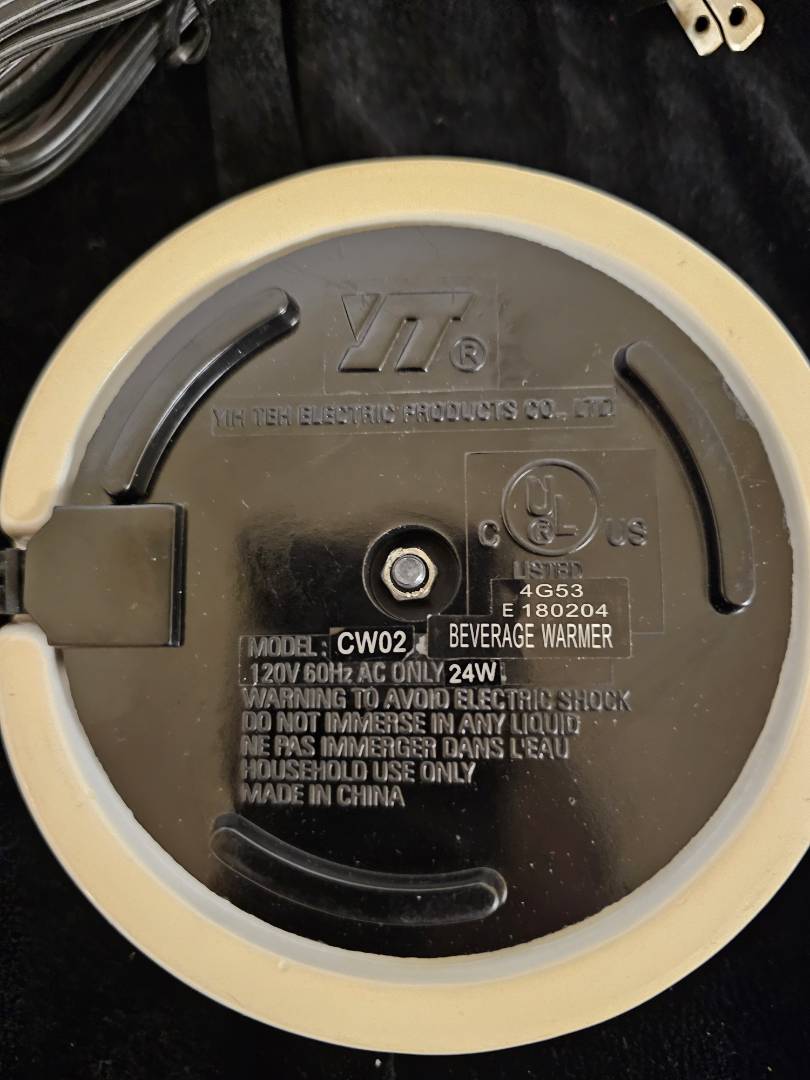 YT®
YIH TEH ELECTRIC PRODUCTS CO., LTD
C UL® US
LISTED
4G53
E180204
MODEL: CW02 BEVERAGE WARMER
120V 60Hz AC ONLY 24W
WARNING TO AVOID ELECTRIC SHOCK
DO NOT IMMERSE IN ANY LIQUID
NE PAS IMMERGER DANS L'EAU
HOUSEHOLD USE ONLY
MADE IN CHINA